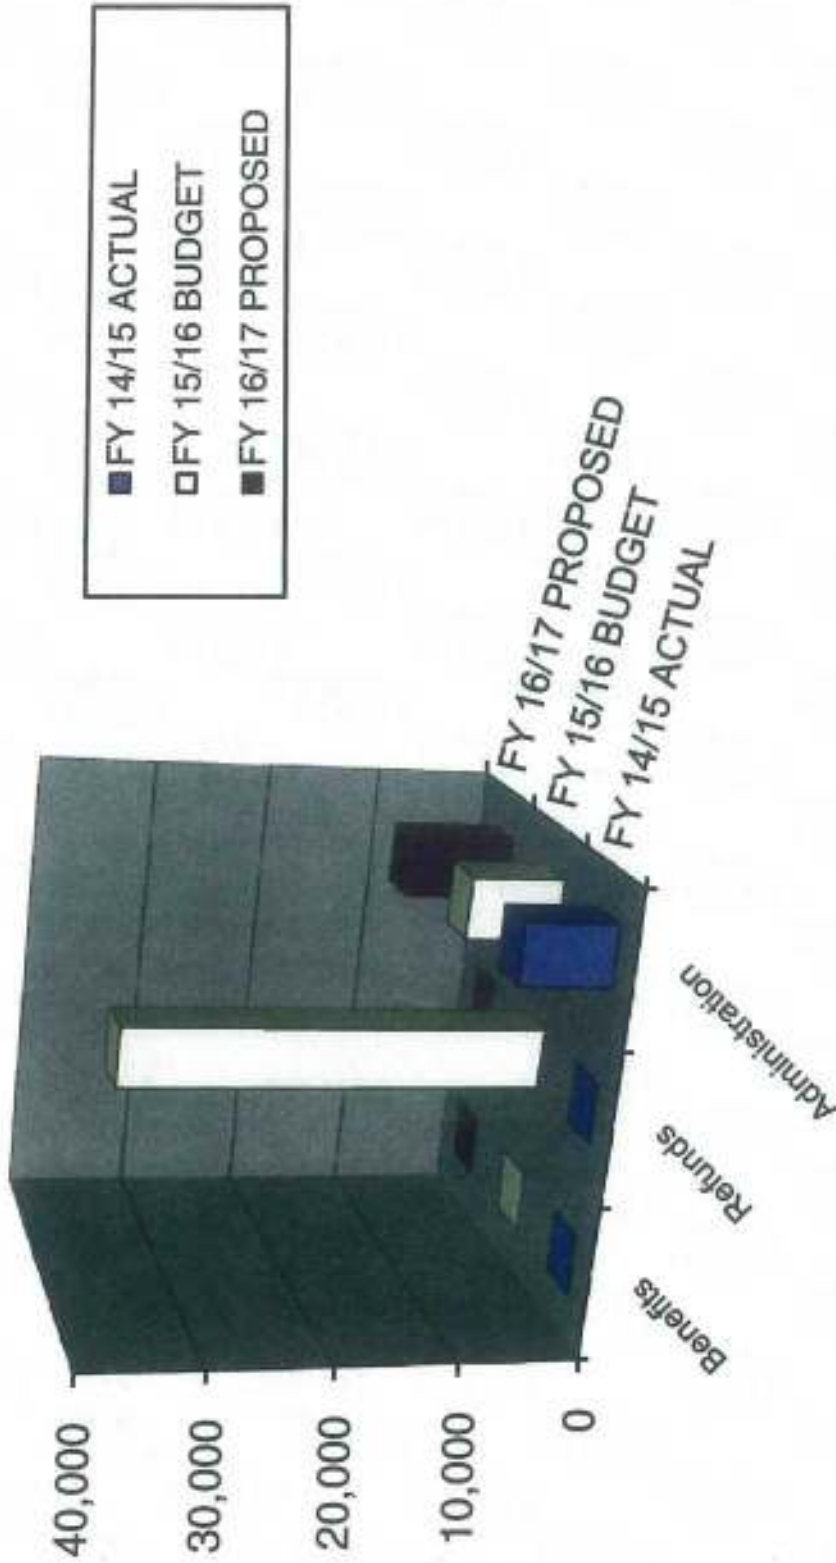 FY 14/15 ACTUAL
FY 15/16 BUDGET
FY 16/17 PROPOSED
40,000
30,000
20,000
10,000
0
Benefits
Refunds
Administration
FY 16/17 PROPOSED
FY 15/16 BUDGET
FY 14/15 ACTUAL